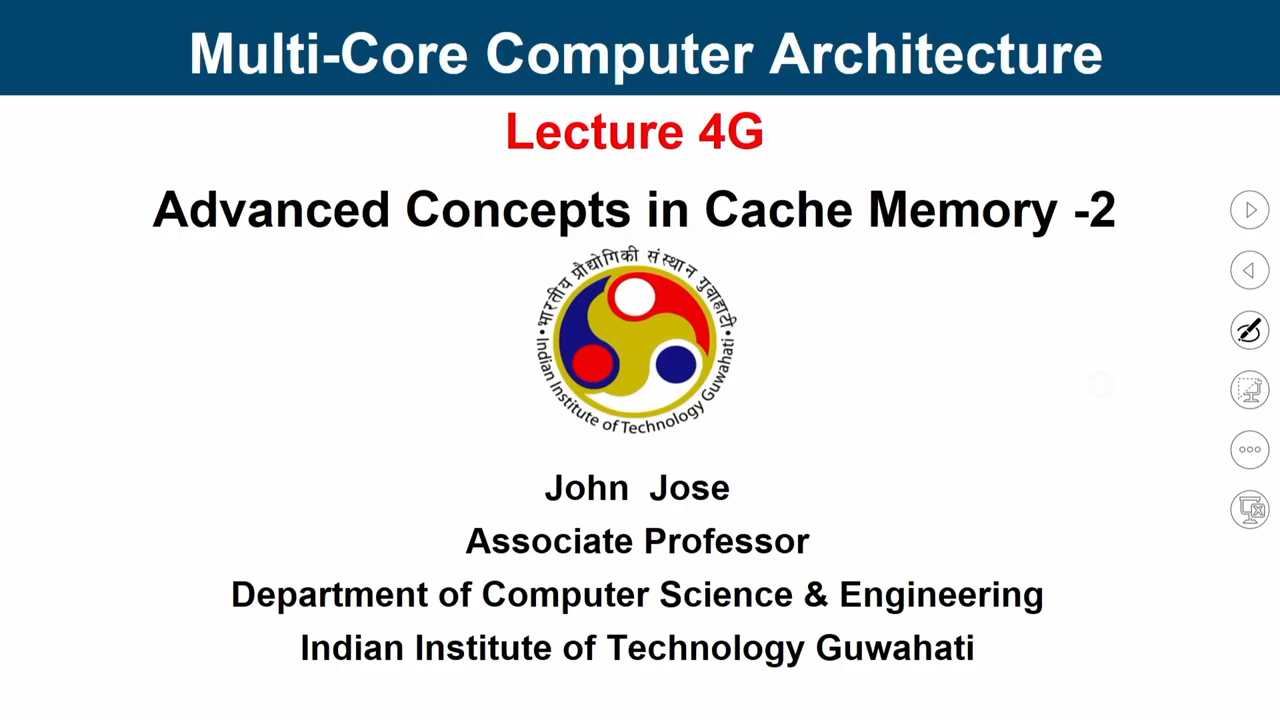 Multi-Core Computer Architecture
Lecture 4G
Advanced Concepts in Cache Memory -2
भारतीय प्रौद्योगिकी संस्थान गुवाहाटी
Indian Institute of Technology Guwahati
John Jose
Associate Professor
Department of Computer Science & Engineering
Indian Institute of Technology Guwahati